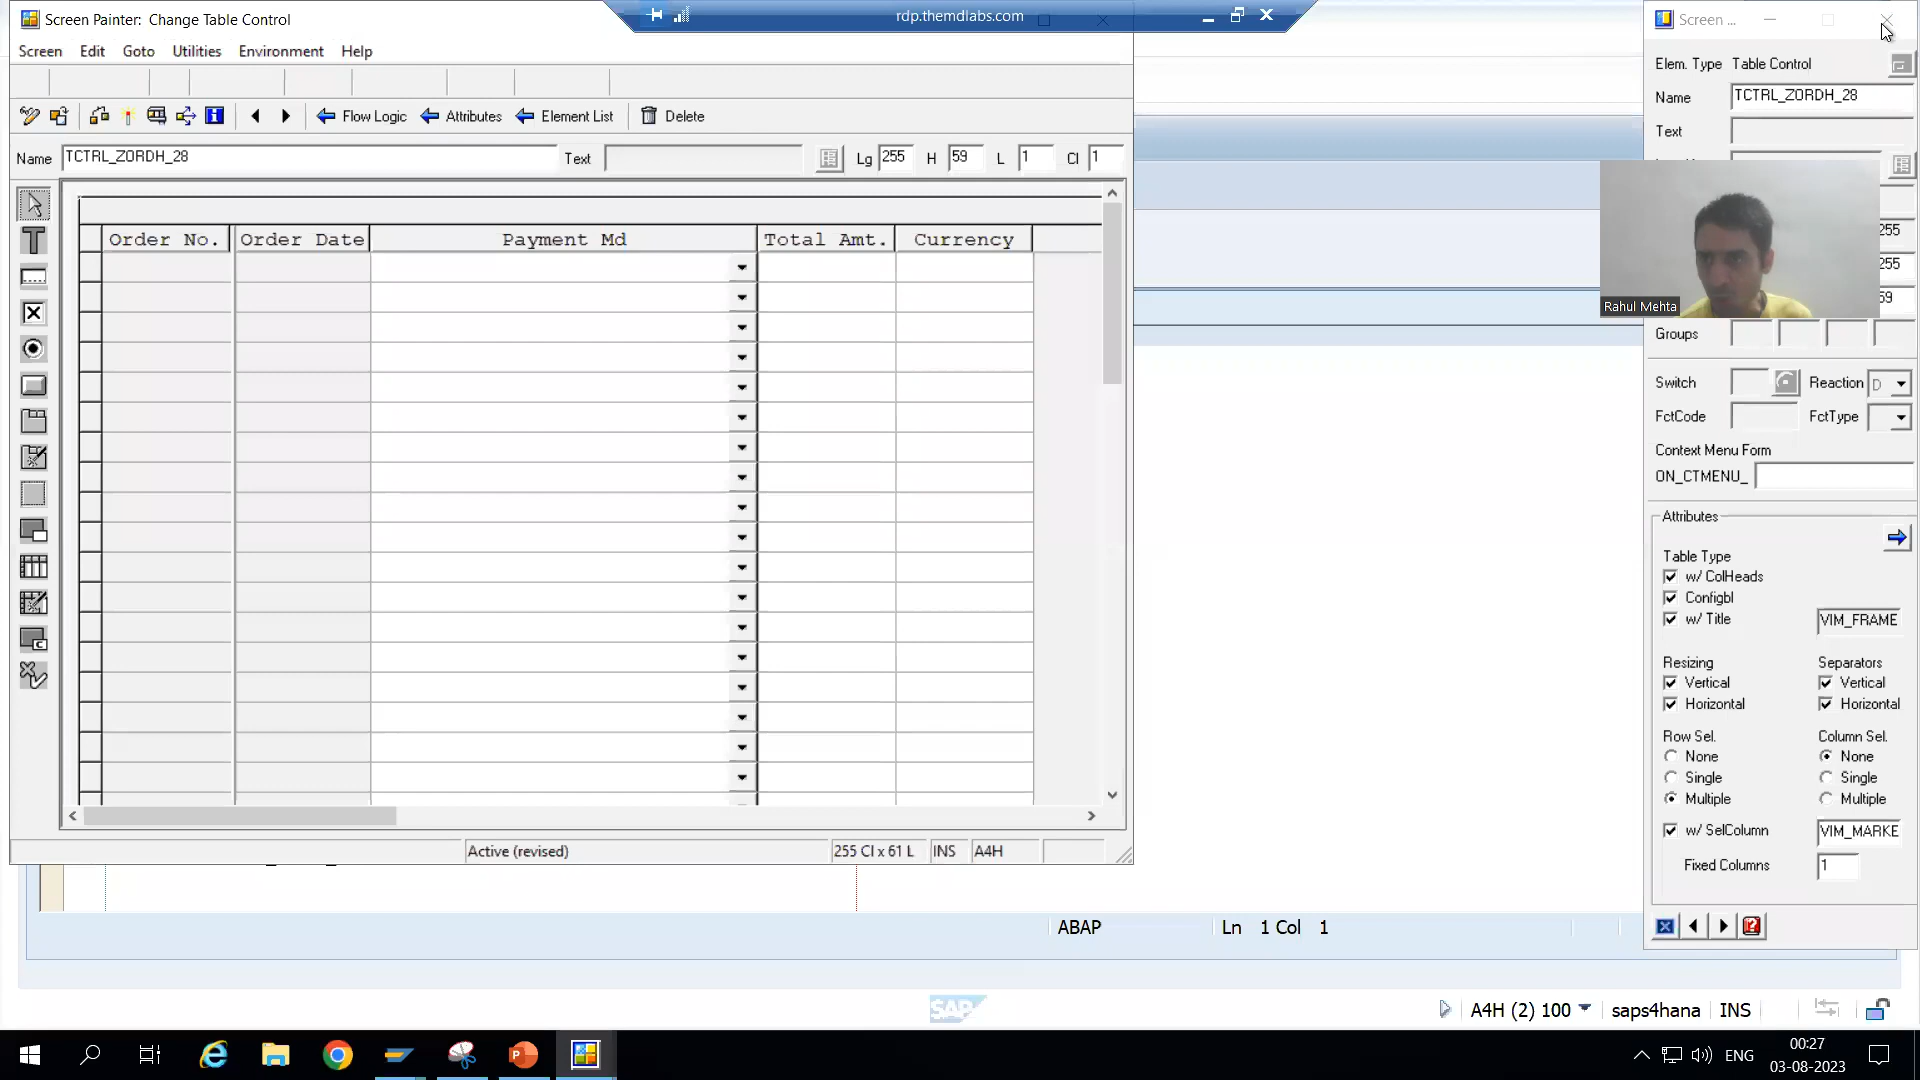 Screen Painter: Change Table Control
rdp.themdlabs.com
Screen ...
Screen Edit Goto Utilities Environment Help
Flow Logic Attributes Element List Delete
Name TCTRL_ZORDH_28 Text Lg 255 H 59 L 1 Cl 1
Order No. Order Date Payment Md Total Amt. Currency
Active (revised) 255 Cl x 61 L INS A4H
Elem. Type Table Control
Name TCTRL_ZORDH_28
Text
255
255
59
Rahul Mehta
Groups
Switch Reaction D
FctCode FctType
Context Menu Form
ON_CTMENU_
Attributes
Table Type
w/ ColHeads
Configbl
w/ Title VIM_FRAME
Resizing Separators
Vertical Vertical
Horizontal Horizontal
Row Sel. Column Sel.
None None
Single Single
Multiple Multiple
w/ SelColumn VIM_MARKE
Fixed Columns 1
ABAP Ln 1 Col 1
SAP
A4H (2) 100 saps4hana INS
ENG
00:27
03-08-2023